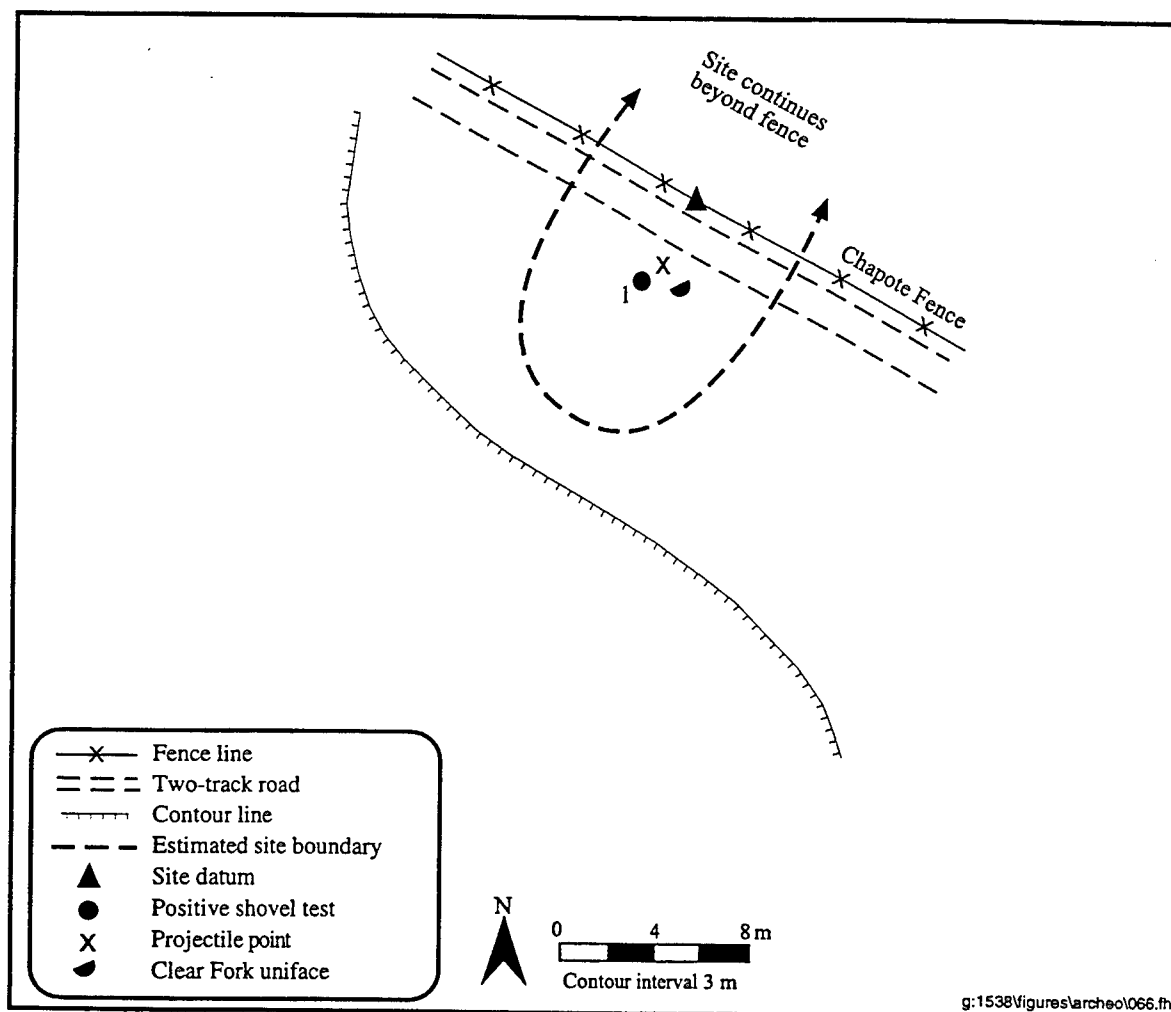 Site continues
beyond fence
Chapote Fence
1
Fence line
Two-track road
Contour line
Estimated site boundary
Site datum
Positive shovel test
Projectile point
Clear Fork uniface
N
0 4 8 m
Contour interval 3 m
g:1538\figures\archeo\066.fh